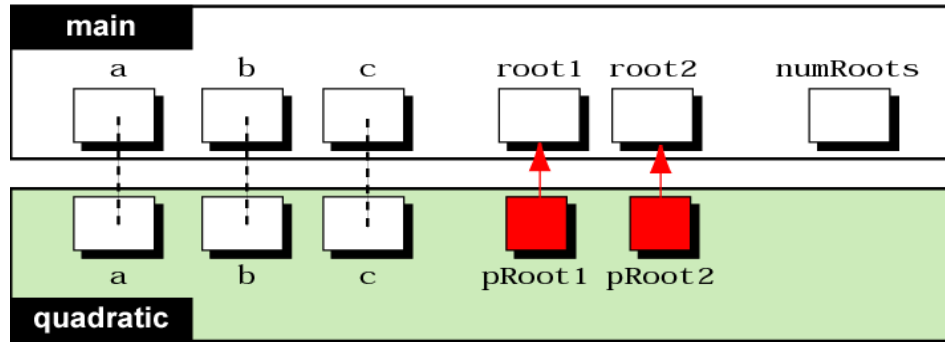 main
a b c root1 root2 numRoots
a b c pRoot1 pRoot2
quadratic